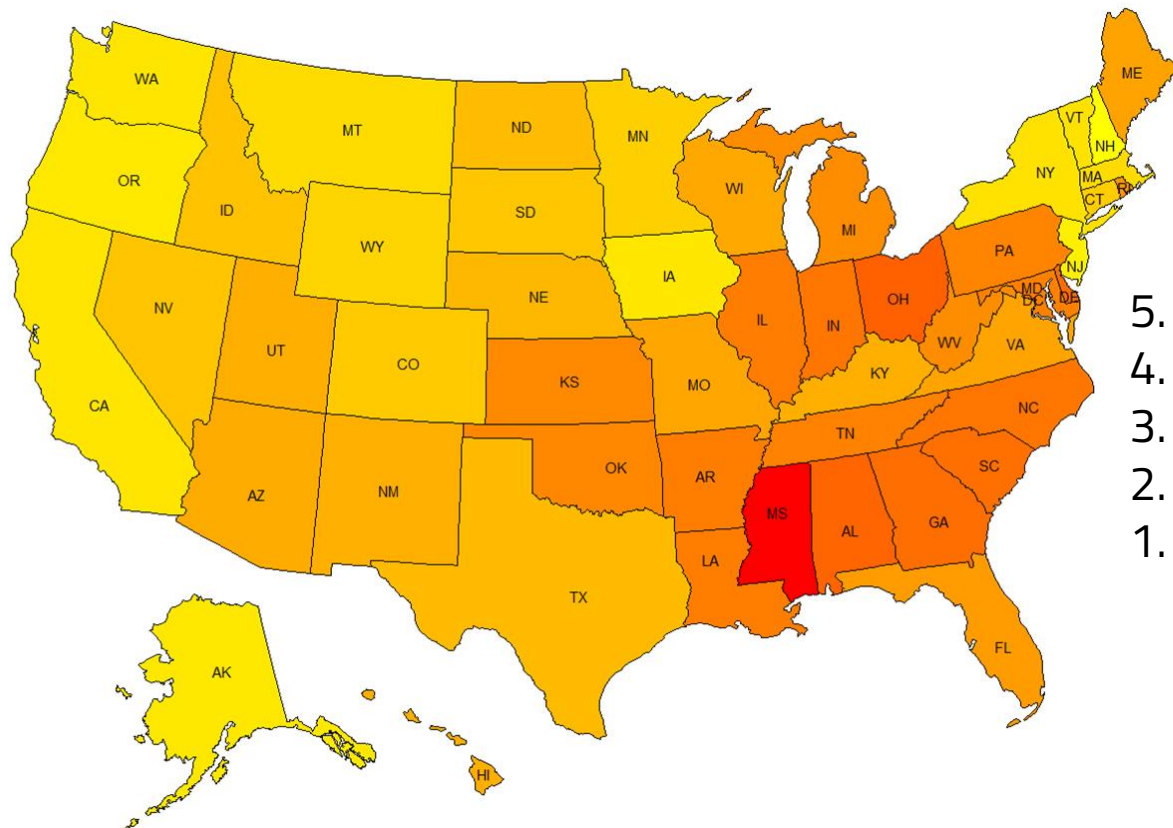 WA
MT
ND
MN
ME
VT
NH
OR
ID
SD
WI
NY
MA
CT
RI
WY
MI
IA
PA
NJ
NE
NV
UT
CO
IL
IN
OH
MD
DC
DE
5.
WV
VA
4.
CA
KS
MO
KY
NC
3.
TN
OK
AR
SC
2.
AZ
NM
MS
AL
GA
1.
LA
TX
FL
AK
HI